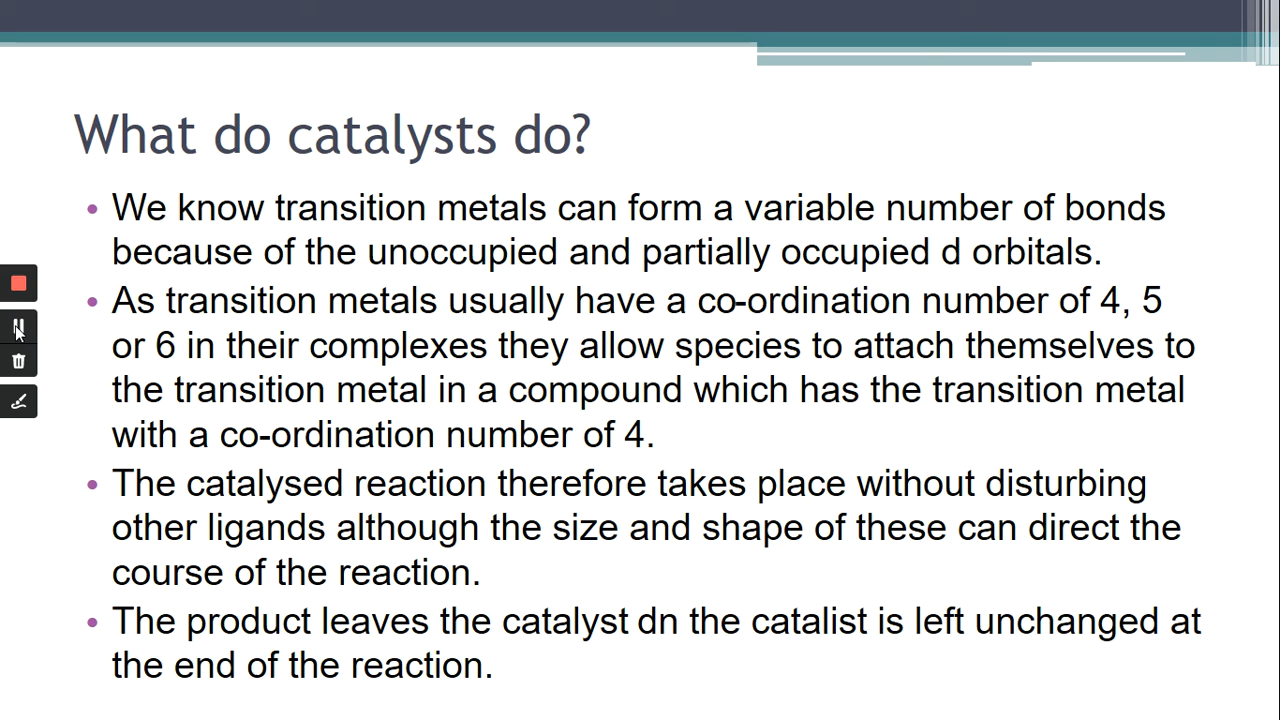 What do catalysts do?
• We know transition metals can form a variable number of bonds
because of the unoccupied and partially occupied d orbitals.
• As transition metals usually have a co-ordination number of 4, 5
or 6 in their complexes they allow species to attach themselves to
the transition metal in a compound which has the transition metal
with a co-ordination number of 4.
• The catalysed reaction therefore takes place without disturbing
other ligands although the size and shape of these can direct the
course of the reaction.
• The product leaves the catalyst dn the catalist is left unchanged at
the end of the reaction.